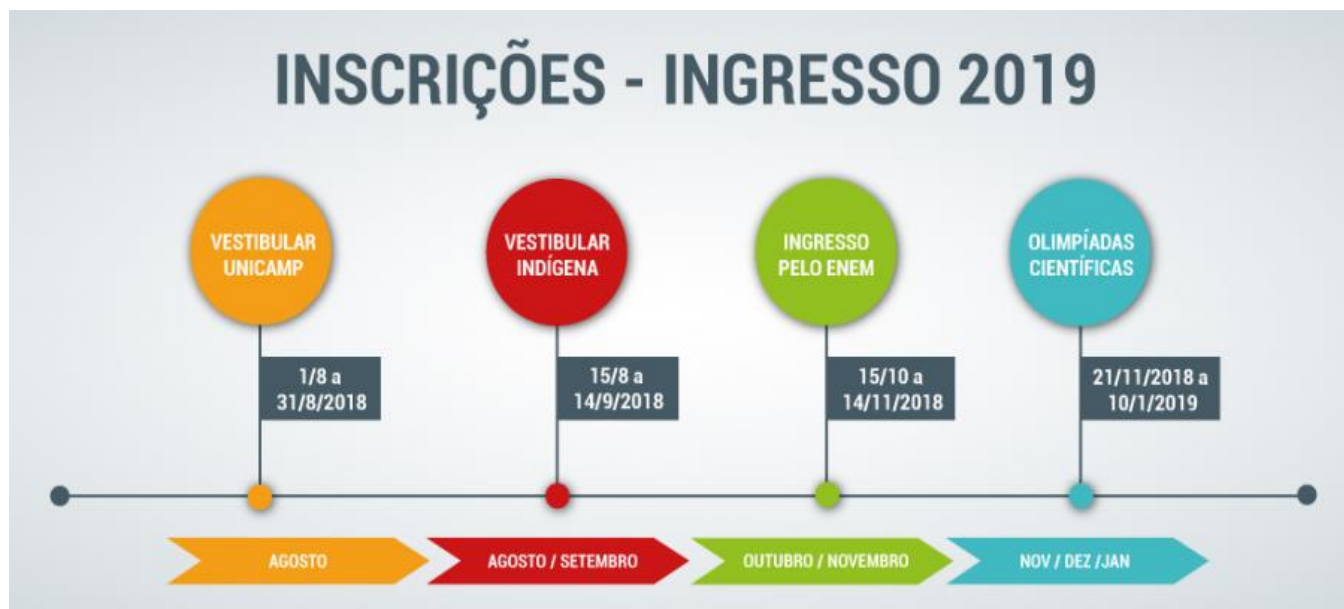 INSCRIÇÕES - INGRESSO 2019
VESTIBULAR
UNICAMP
VESTIBULAR
INDÍGENA
INGRESSO
PELO ENEM
OLIMPÍADAS
CIENTÍFICAS
1/8 a
31/8/2018
15/8 a
14/9/2018
15/10 a
14/11/2018
21/11/2018 a
10/1/2019
AGOSTO
AGOSTO / SETEMBRO
OUTUBRO / NOVEMBRO
NOV / DEZ /JAN